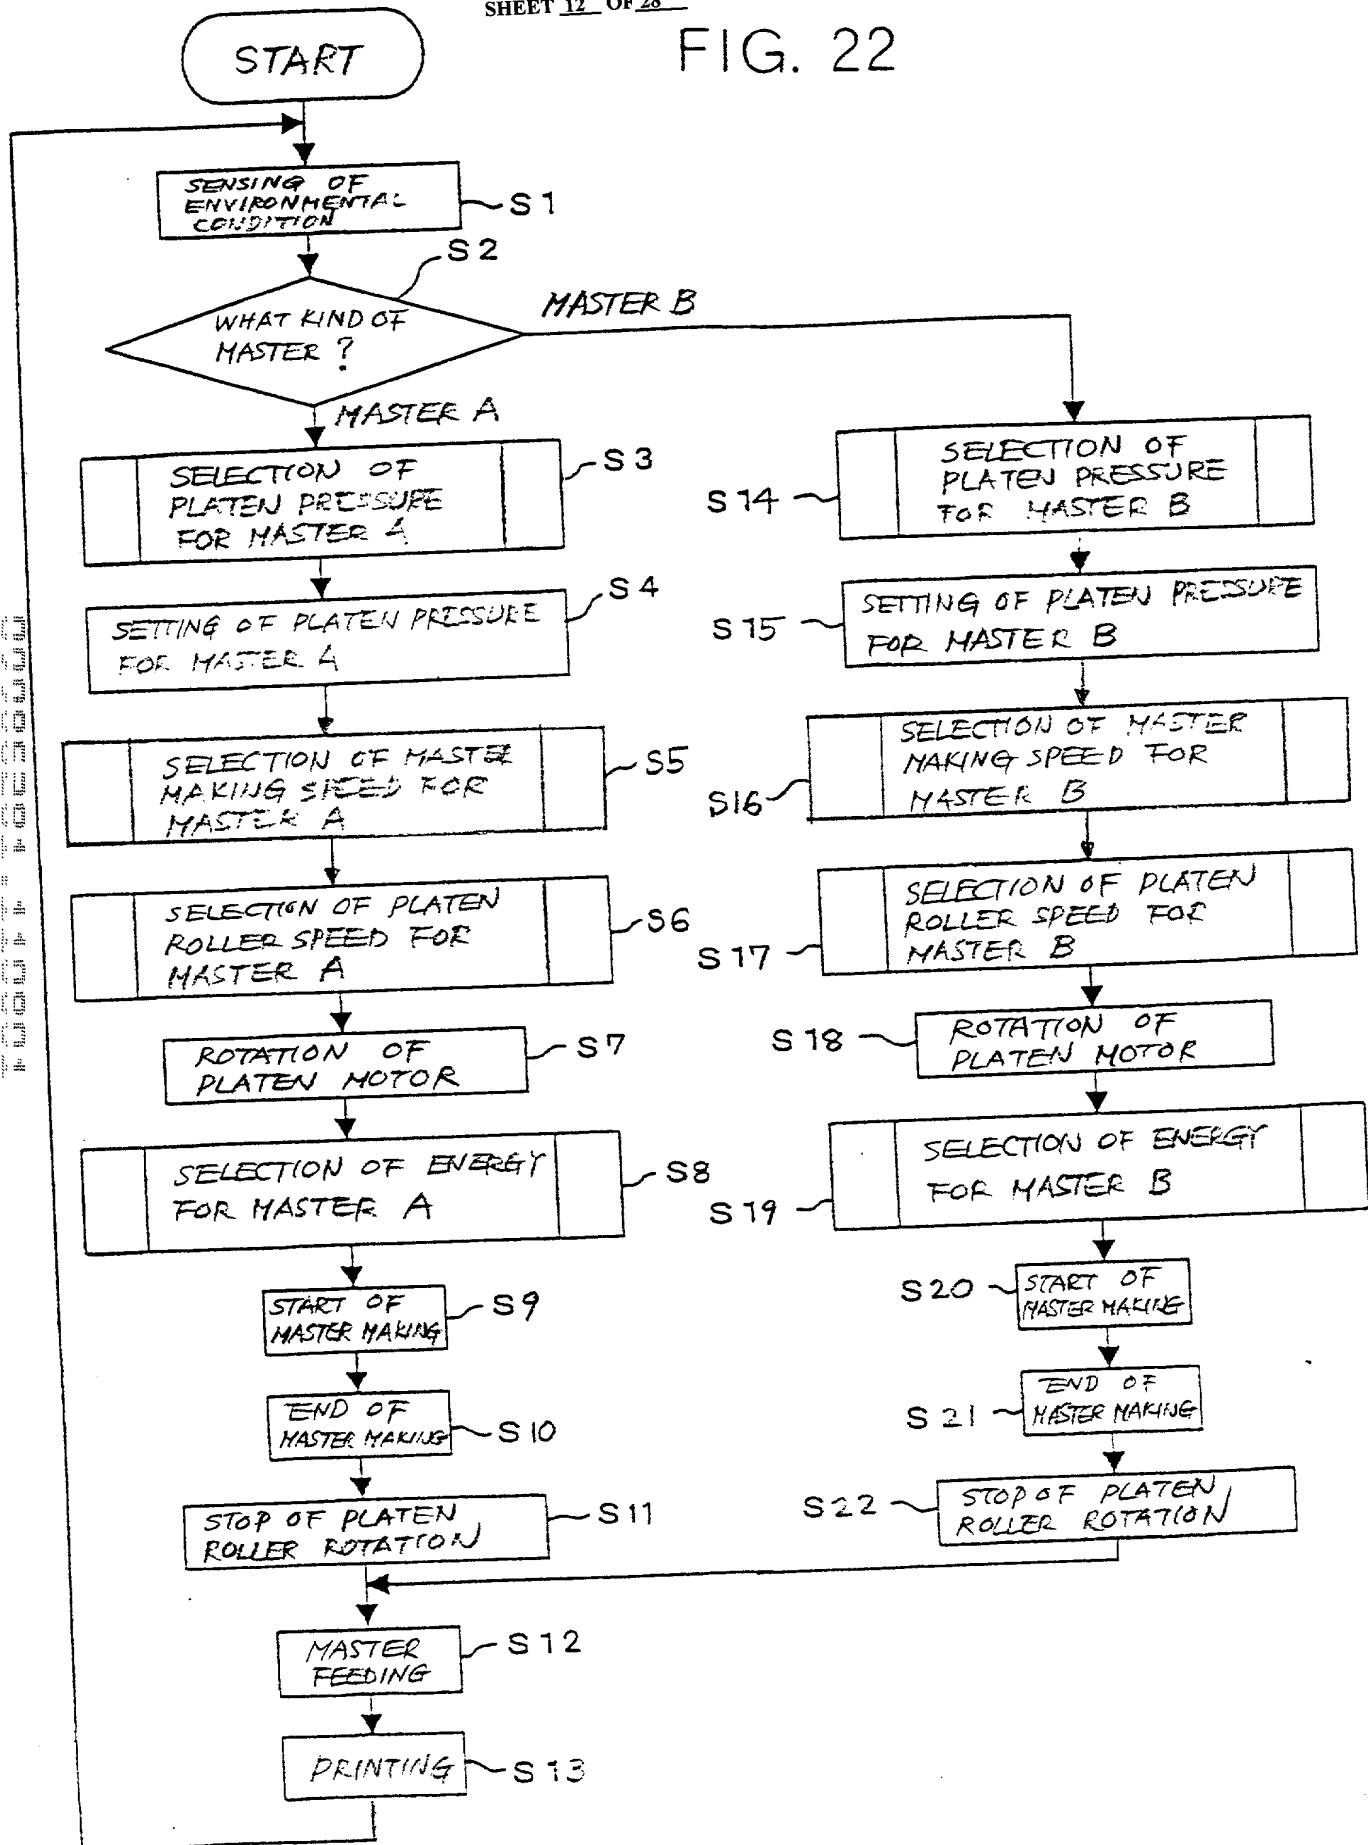 SHEET 12 OF 28
FIG. 22
START
SENSING OF
ENVIRONMENTAL
CONDITION
S1
S2
WHAT KIND OF
MASTER ?
MASTER B
MASTER A
SELECTION OF
PLATEN PRESSURE
FOR MASTER A
S3
SETTING OF PLATEN PRESSURE
FOR MASTER A
S4
SELECTION OF MASTER
MAKING SPEED FOR
MASTER A
S5
SELECTION OF PLATEN
ROLLER SPEED FOR
MASTER A
S6
ROTATION OF
PLATEN MOTOR
S7
SELECTION OF ENERGY
FOR MASTER A
S8
START OF
MASTER MAKING
S9
END OF
MASTER MAKING
S10
STOP OF PLATEN
ROLLER ROTATION
S11
S14
SELECTION OF
PLATEN PRESSURE
FOR MASTER B
S15
SETTING OF PLATEN PRESSURE
FOR MASTER B
S16
SELECTION OF MASTER
MAKING SPEED FOR
MASTER B
S17
SELECTION OF PLATEN
ROLLER SPEED FOR
MASTER B
S18
ROTATION OF
PLATEN MOTOR
S19
SELECTION OF ENERGY
FOR MASTER B
S20
START OF
MASTER MAKING
S21
END OF
MASTER MAKING
S22
STOP OF PLATEN
ROLLER ROTATION
MASTER
FEEDING
S12
PRINTING
S13